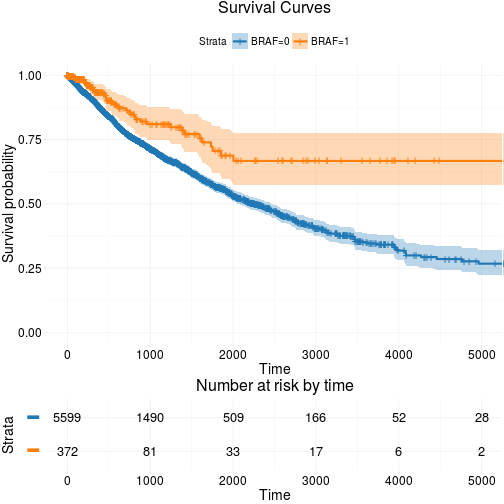 Survival Curves
Strata BRAF=0 BRAF=1
Survival probability
1.00
0.75
0.50
0.25
0.00
0 1000 2000 3000 4000 5000
Time
Number at risk by time
Strata
5599 1490 509 166 52 28
372 81 33 17 6 2
0 1000 2000 3000 4000 5000
Time